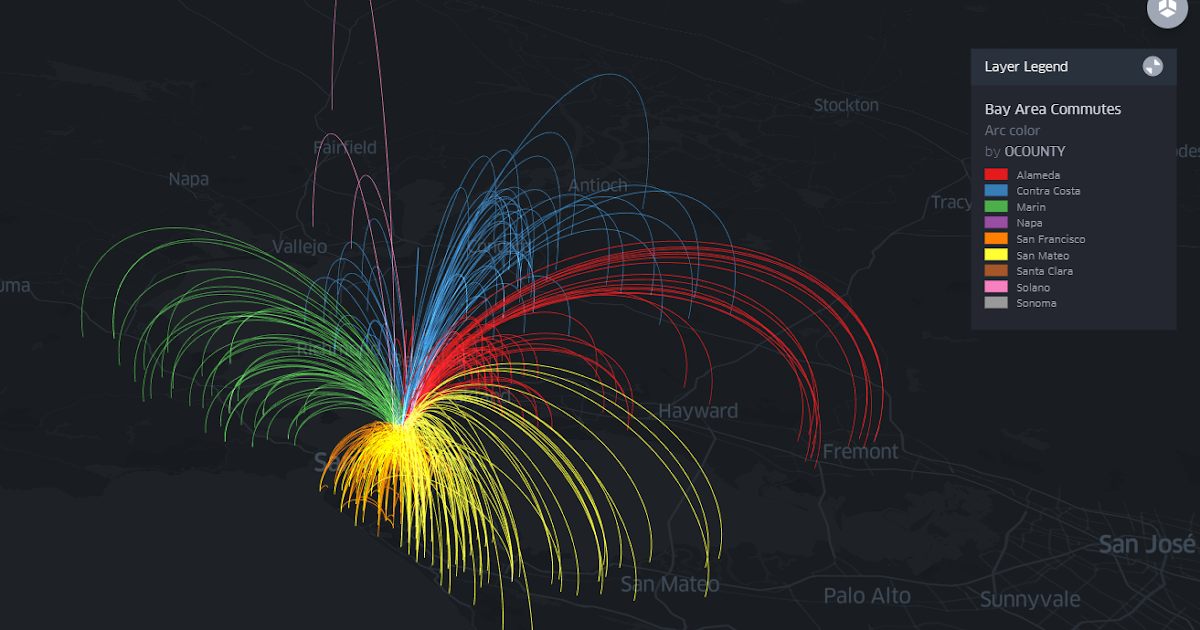 Layer Legend
Bay Area Commutes
Arc color
by OCOUNTY
Alameda
Contra Costa
Marin
Napa
San Francisco
San Mateo
Santa Clara
Solano
Sonoma
Stockton
Fairfield
Napa
Antioch
Tracy
Vallejo
Concord
uma
Hayward
Fremont
San José
San Mateo
Palo Alto
Sunnyvale